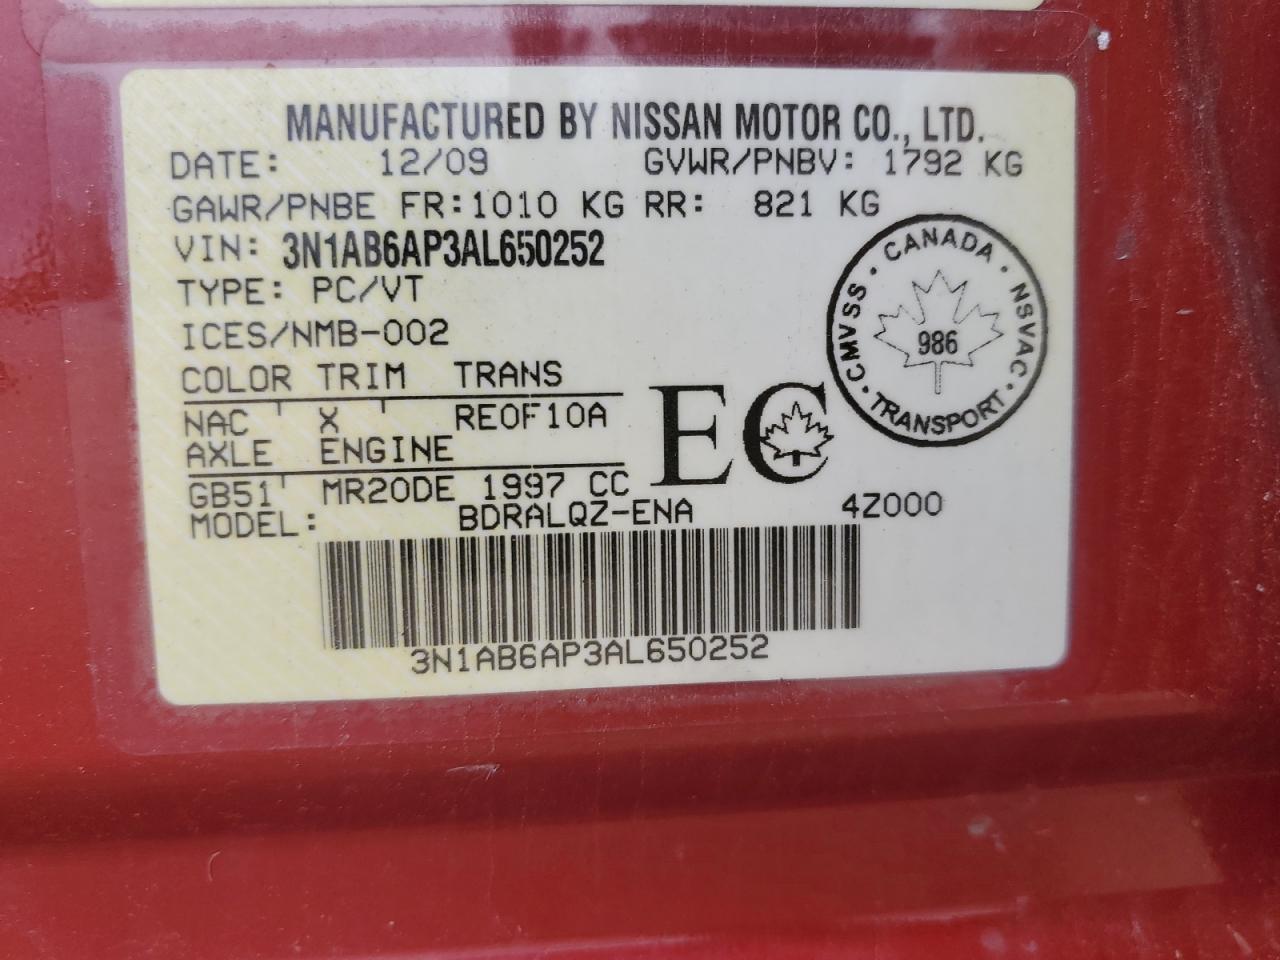 MANUFACTURED BY NISSAN MOTOR CO., LTD.
DATE: 12/09 GVWR/PNBV: 1792 KG
GAWR/PNBE FR:1010 KG RR: 821 KG
VIN: 3N1AB6AP3AL650252
TYPE: PC/VT
ICES/NMB-002
COLOR TRIM TRANS
NAC ' X ' RE0F10A
AXLE ENGINE
GB51' MR20DE 1997 CC
MODEL: BDRALQZ-ENA 4Z000
3N1AB6AP3AL650252
EC
CANADA
CMVSS · NSVAC
986
TRANSPORT